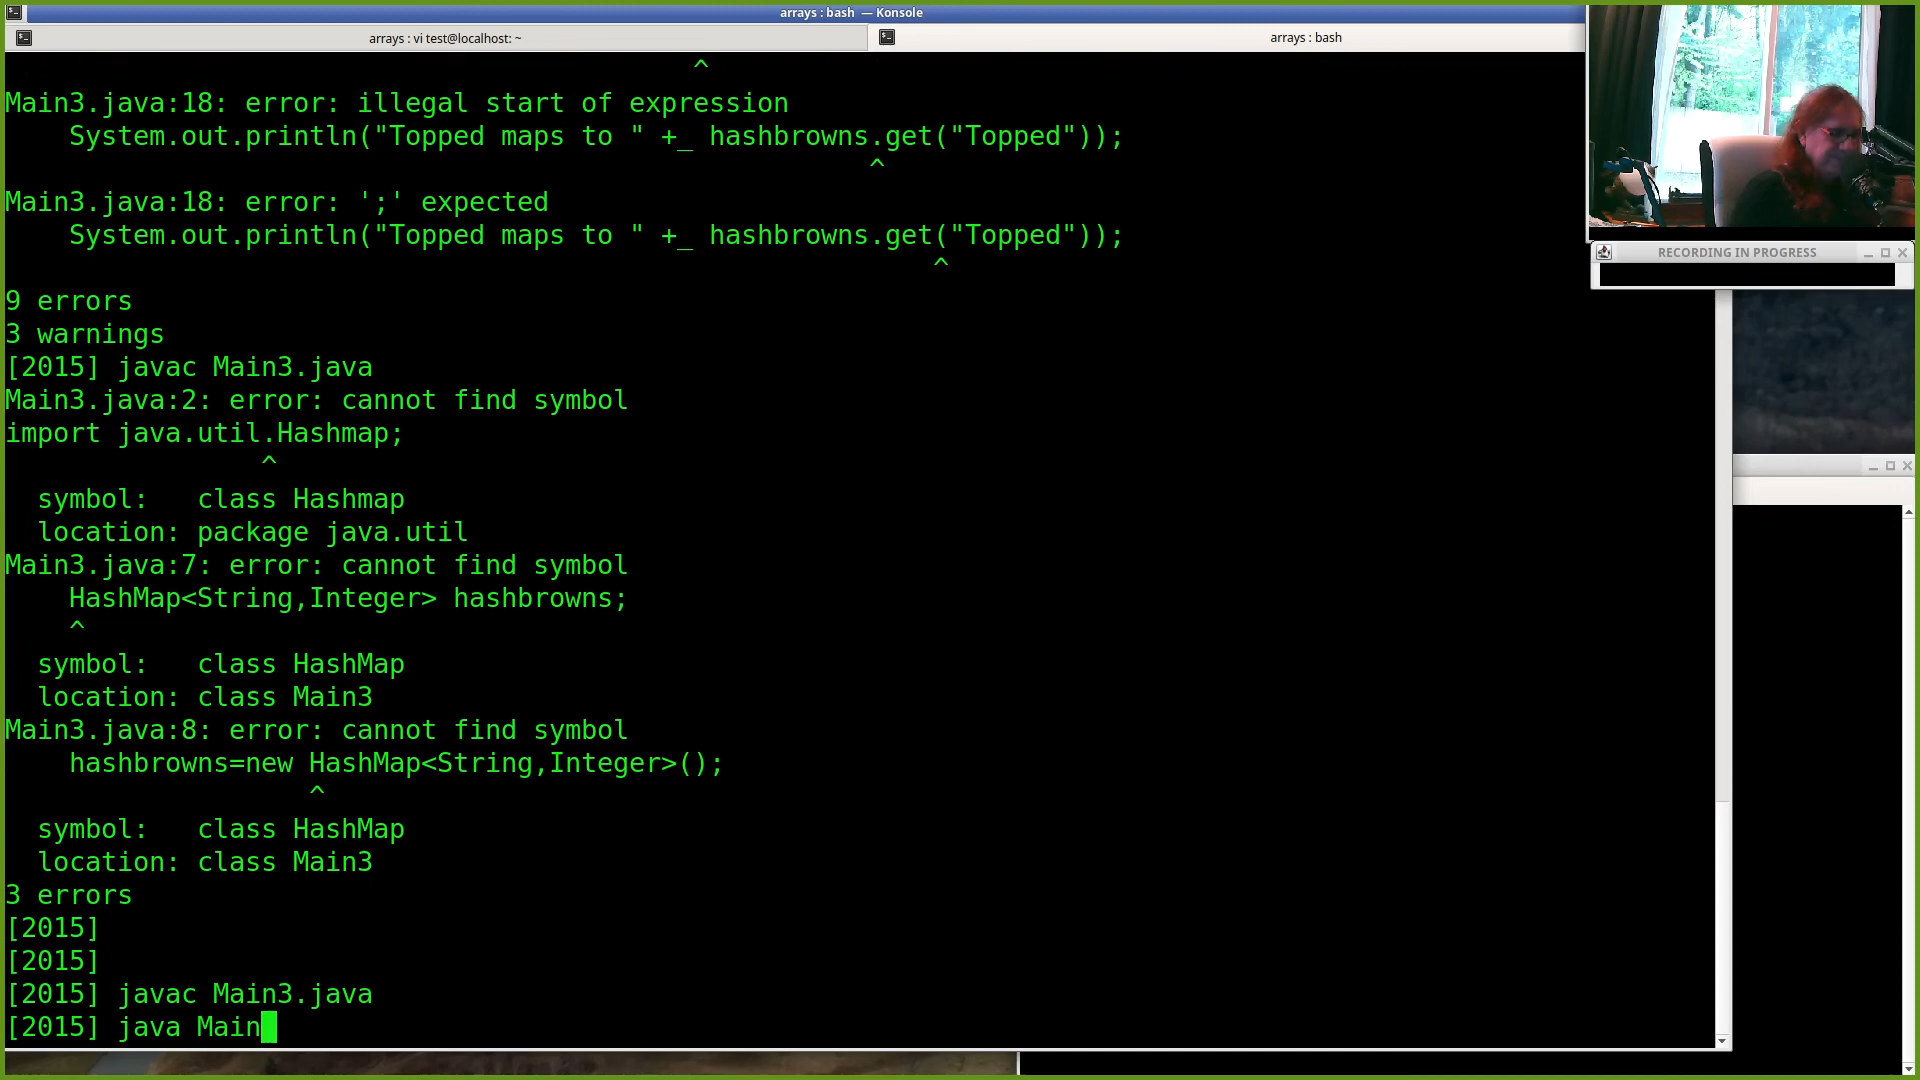 arrays : bash — Konsole
arrays : vi test@localhost: ~
arrays : bash
^
Main3.java:18: error: illegal start of expression
    System.out.println("Topped maps to " +_ hashbrowns.get("Topped"));
^
Main3.java:18: error: ';' expected
    System.out.println("Topped maps to " +_ hashbrowns.get("Topped"));
^
RECORDING IN PROGRESS
9 errors
3 warnings
[2015] javac Main3.java
Main3.java:2: error: cannot find symbol
import java.util.Hashmap;
^
  symbol:   class Hashmap
  location: package java.util
Main3.java:7: error: cannot find symbol
    HashMap<String,Integer> hashbrowns;
    ^
  symbol:   class HashMap
  location: class Main3
Main3.java:8: error: cannot find symbol
    hashbrowns=new HashMap<String,Integer>();
^
  symbol:   class HashMap
  location: class Main3
3 errors
[2015]
[2015]
[2015] javac Main3.java
[2015] java Main